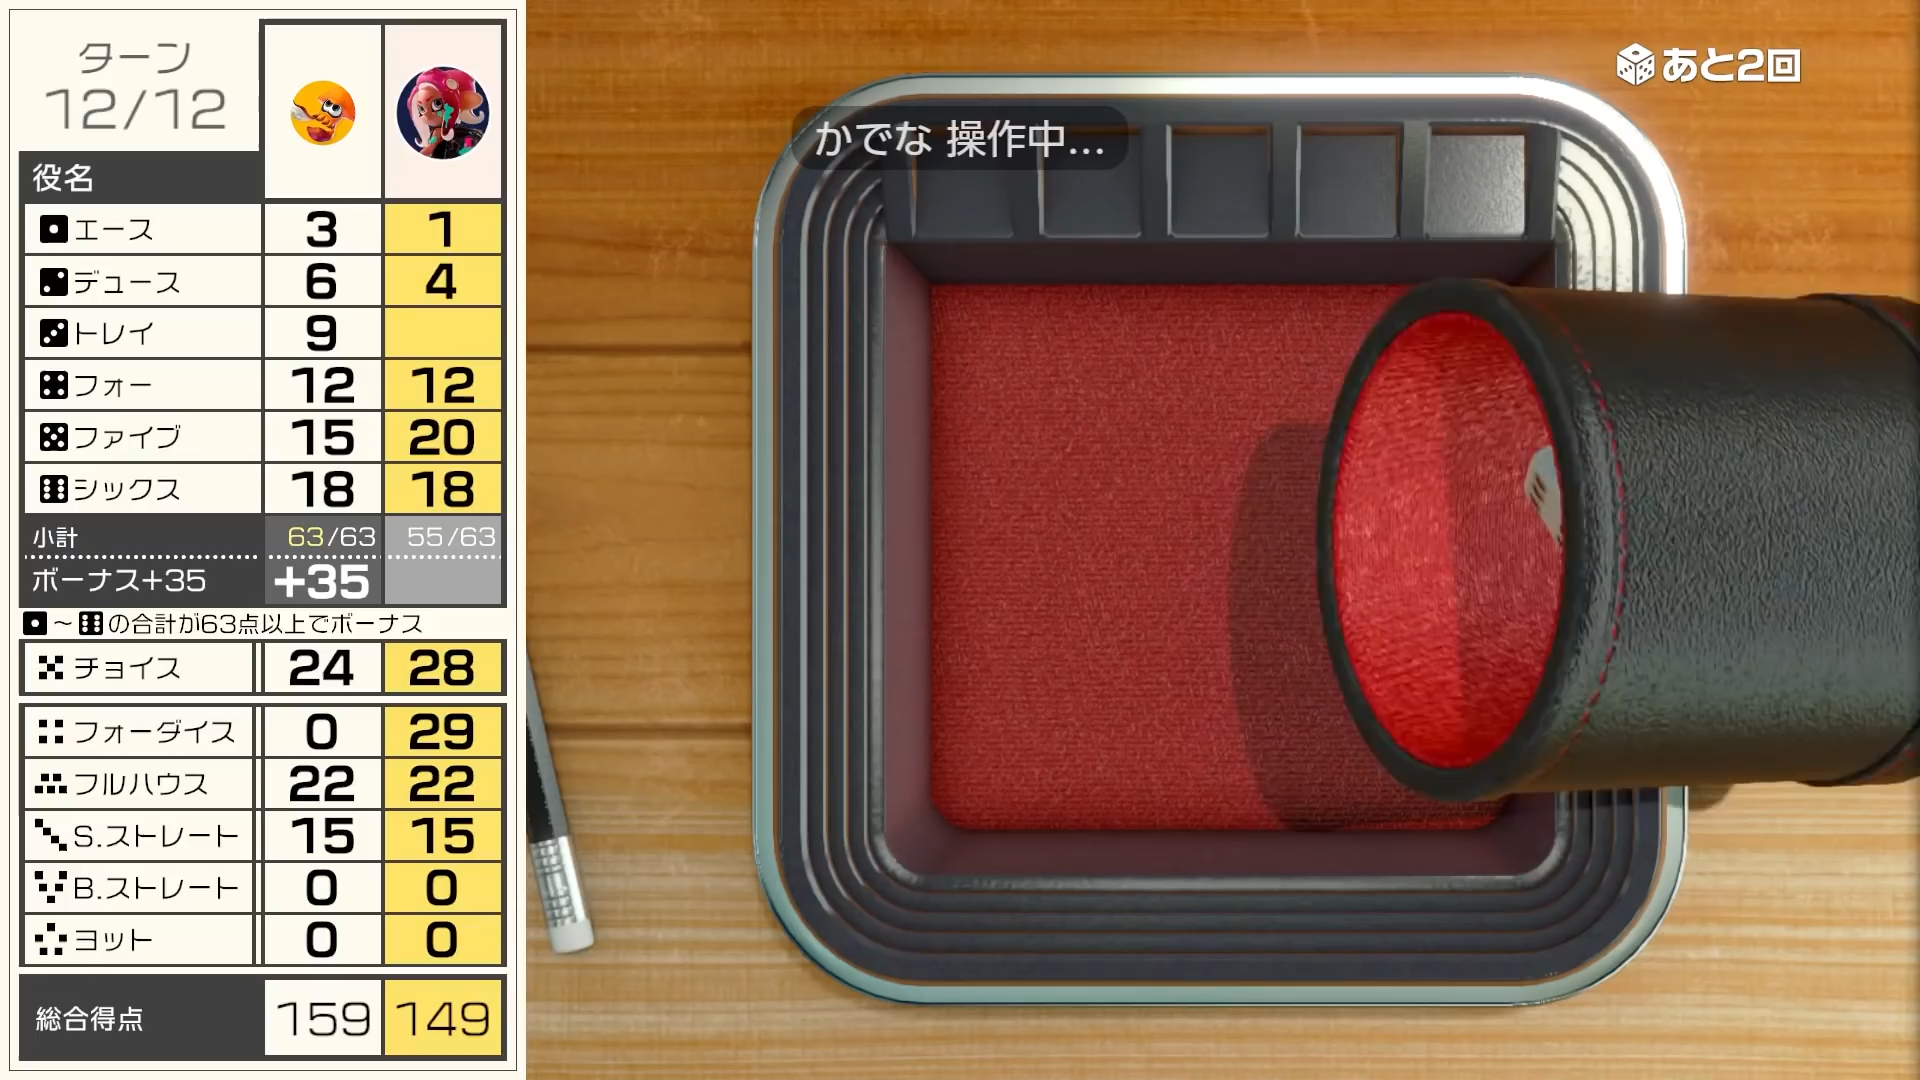 ターン
12/12
役名
エース 3 1
デュース 6 4
トレイ 9
フォー 12 12
ファイブ 15 20
シックス 18 18
小計 63/63 55/63
ボーナス+35 +35
~の合計が63点以上でボーナス
チョイス 24 28
フォーダイス 0 29
フルハウス 22 22
S.ストレート 15 15
B.ストレート 0 0
ヨット 0 0
総合得点 159 149
かでな 操作中...
あと2回